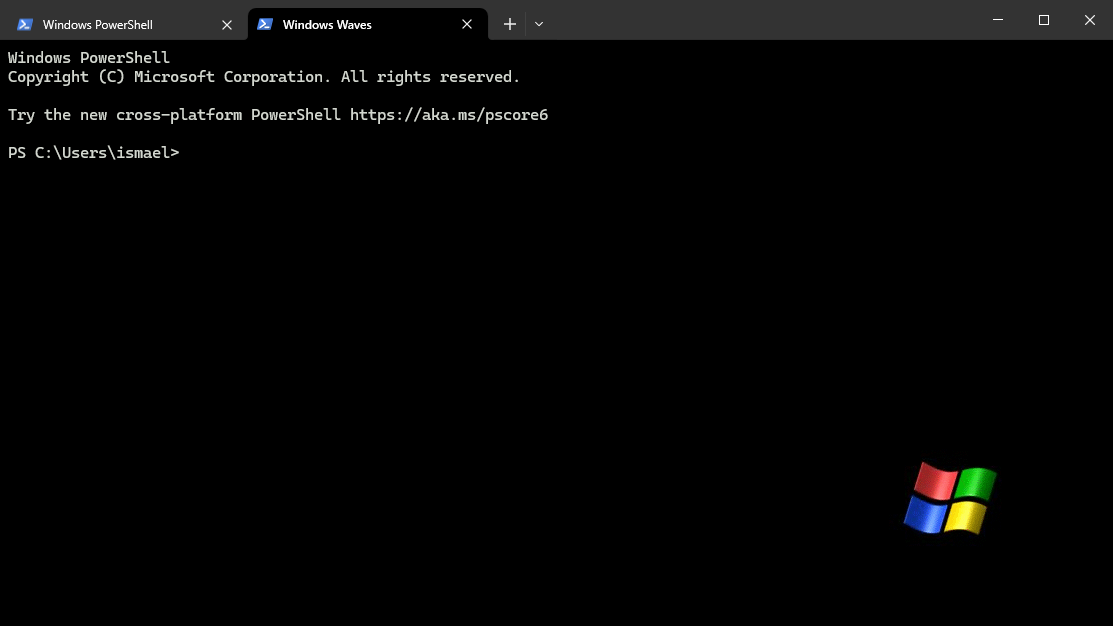 Windows PowerShell
Windows Waves
Windows PowerShell
Copyright (C) Microsoft Corporation. All rights reserved.
Try the new cross-platform PowerShell https://aka.ms/pscore6
PS C:\Users\ismael>